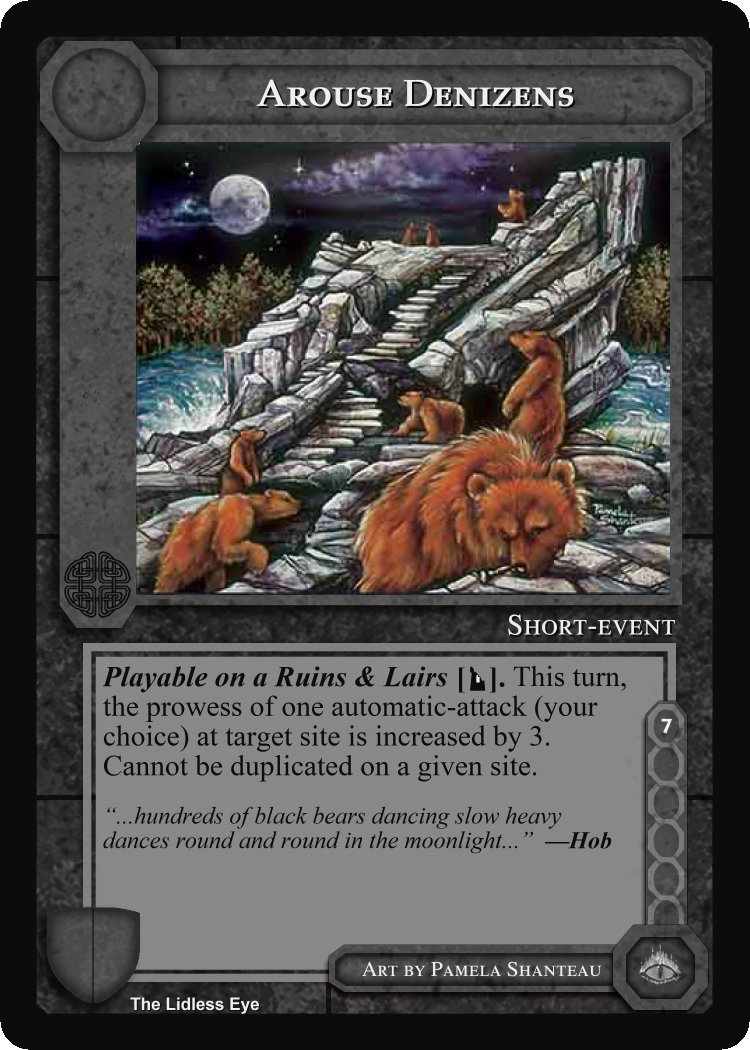 Arouse Denizens
Pamela
Shant
Short-event
Playable on a Ruins & Lairs []. This turn,
the prowess of one automatic-attack (your
choice) at target site is increased by 3.
Cannot be duplicated on a given site.
7
“...hundreds of black bears dancing slow heavy
dances round and round in the moonlight...” —Hob
Art by Pamela Shanteau
The Lidless Eye